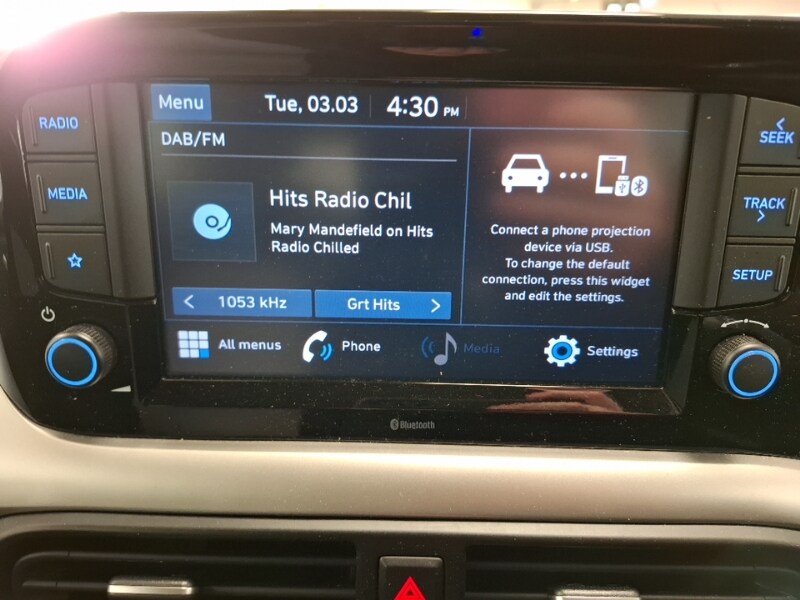 Menu
Tue, 03.03
4:30 PM
RADIO
MEDIA
DAB/FM
Hits Radio Chil
Mary Mandefield on Hits
Radio Chilled
< 1053 kHz
Grt Hits >
Connect a phone projection
device via USB.
To change the default
connection, press this widget
and edit the settings.
All menus
Phone
Media
Settings
<
SEEK
TRACK
>
SETUP
Bluetooth